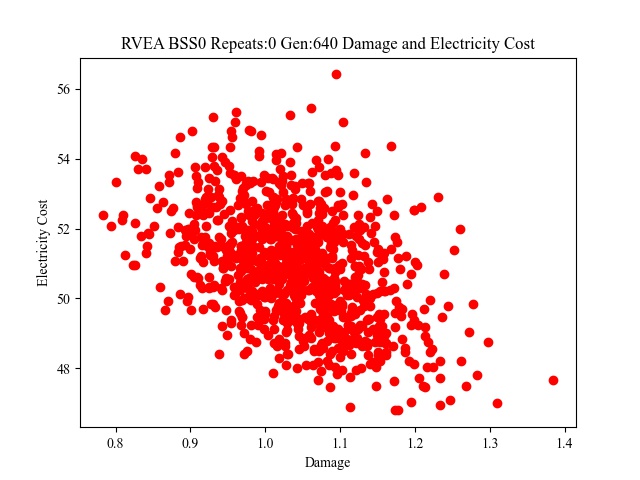 RVEA BSS0 Repeats:0 Gen:640 Damage and Electricity Cost
56
54
52
50
48
Electricity Cost
0.8 0.9 1.0 1.1 1.2 1.3 1.4
Damage